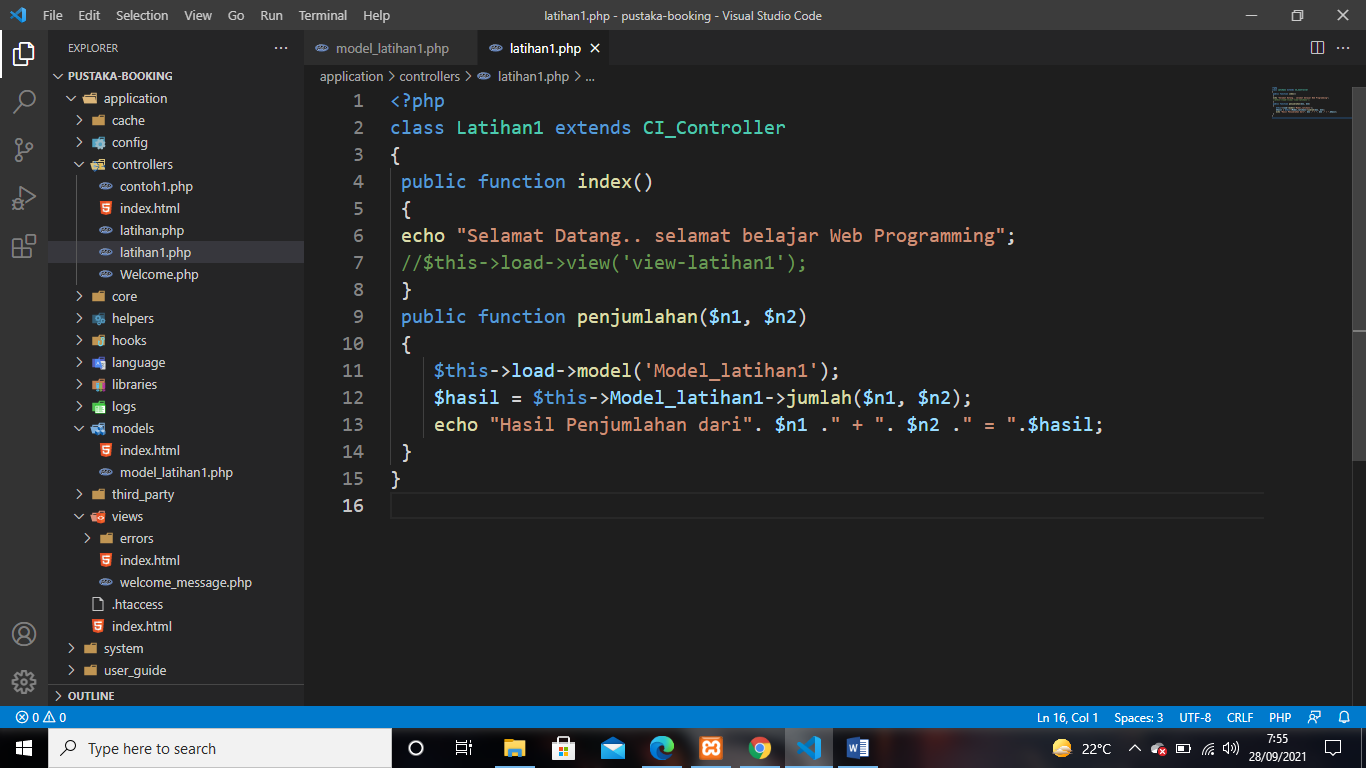 File Edit Selection View Go Run Terminal Help latihan1.php - pustaka-booking - Visual Studio Code
EXPLORER ···
PUSTAKA-BOOKING
application
cache
config
controllers
contoh1.php
index.html
latihan.php
latihan1.php
Welcome.php
core
helpers
hooks
language
libraries
logs
models
index.html
model_latihan1.php
third_party
views
errors
index.html
welcome_message.php
.htaccess
index.html
system
user_guide
OUTLINE
model_latihan1.php latihan1.php
application > controllers > latihan1.php > ...
1 <?php
2 class Latihan1 extends CI_Controller
3 {
4 public function index()
5 {
6 echo "Selamat Datang.. selamat belajar Web Programming";
7 //$this->load->view('view-latihan1');
8 }
9 public function penjumlahan($n1, $n2)
10 {
11 $this->load->model('Model_latihan1');
12 $hasil = $this->Model_latihan1->jumlah($n1, $n2);
13 echo "Hasil Penjumlahan dari". $n1 ." + ". $n2 ." = ".$hasil;
14 }
15 }
16
0 0 Ln 16, Col 1 Spaces: 3 UTF-8 CRLF PHP
Type here to search 22°C 7:55
28/09/2021